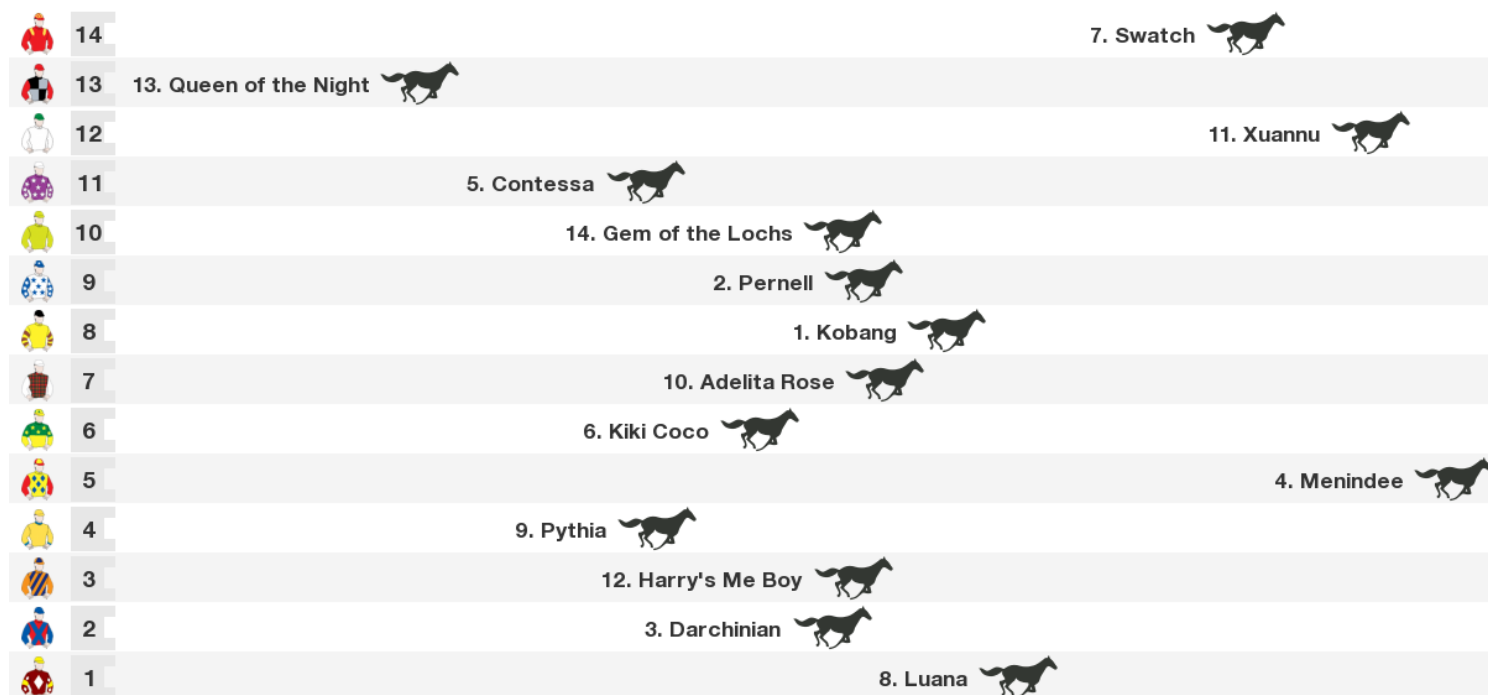 14 7. Swatch
13 13. Queen of the Night
12 11. Xuannu
11 5. Contessa
10 14. Gem of the Lochs
9 2. Pernell
8 1. Kobang
7 10. Adelita Rose
6 6. Kiki Coco
5 4. Menindee
4 9. Pythia
3 12. Harry's Me Boy
2 3. Darchinian
1 8. Luana